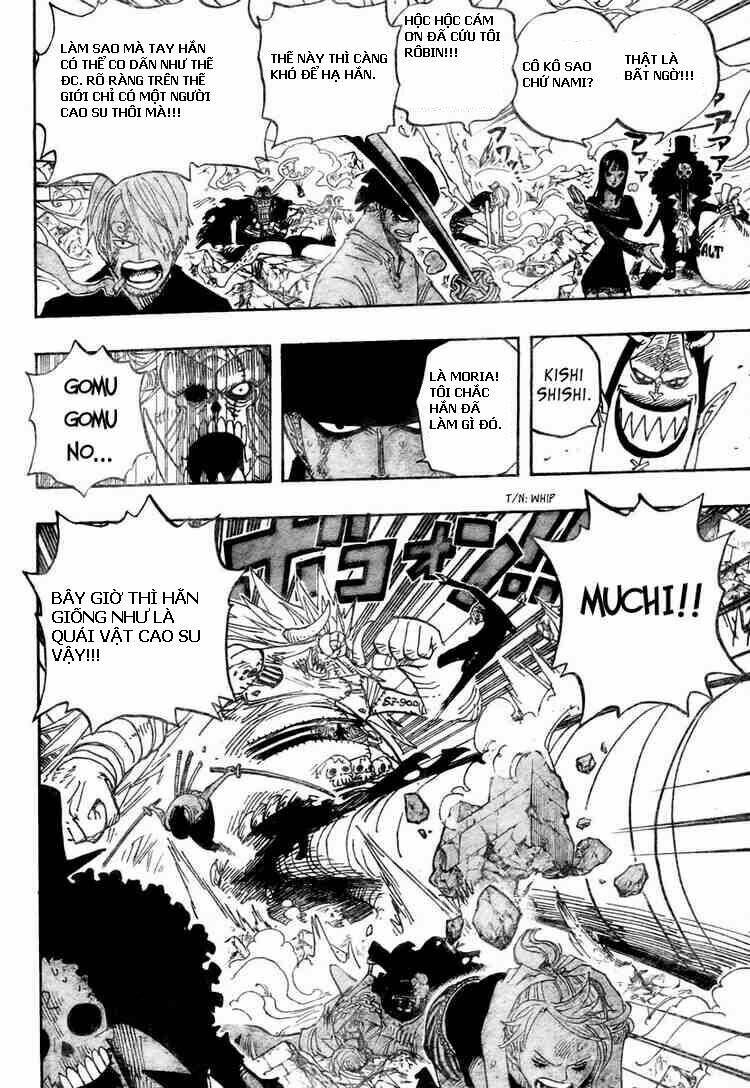 THẬT LÀ
BẤT NGỜ!!!
CÔ KÔ SAO
CHỨ NAMI?
HỘC HỘC CÁM
ƠN ĐÃ CỨU TÔI
RÔBIN!!!
THẾ NÀY THÌ CÀNG
KHÓ ĐỂ HẠ HẮN.
LÀM SAO MÀ TAY HẮN
CÓ THỂ CO DÃN NHƯ THẾ
ĐC. RÕ RÀNG TRÊN THẾ
GIỚI CHỈ CÓ MỘT NGƯỜI
CAO SU THÔI MÀ!!!
ALT
KISHI
SHISHI.
LÀ MORIA!
TÔI CHẮC
HẮN ĐÃ
LÀM GÌ ĐÓ.
GOMU
GOMU
NO...
T/N: WHIP
MUCHI!!
BÂY GIỜ THÌ HẮN
GIỐNG NHƯ LÀ
QUÁI VẬT CAO SU
VẬY!!!
57-900